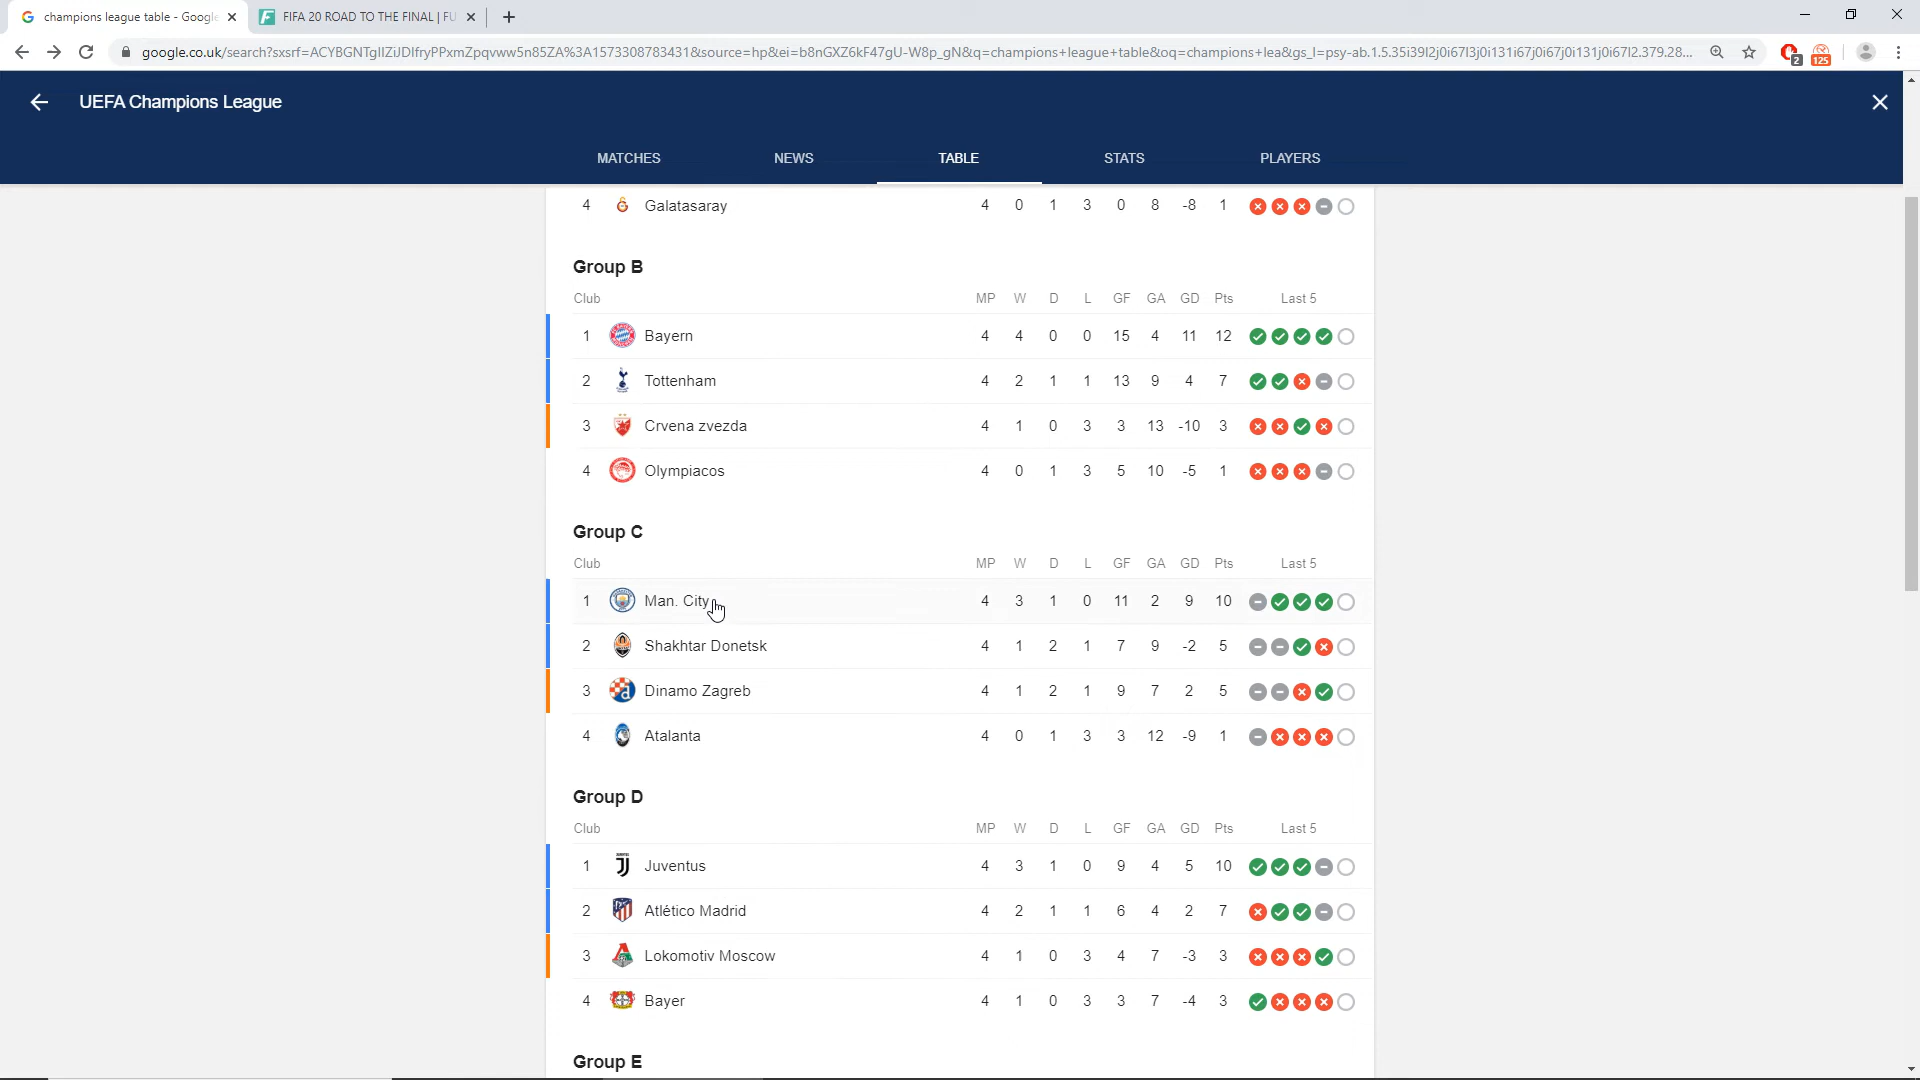 champions league table - Google
FIFA 20 ROAD TO THE FINAL | FU
google.co.uk/search?sxsrf=ACYBGNTgIIZiJDIfryPPxmZpqvww5n85ZA%3A1573308783431&source=hp&ei=b8nGXZ6kF47gU-W8p_gN&q=champions+league+table&oq=champions+lea&gs_l=psy-ab.1.5.35i39l2j0i67l3j0i131i67j0i67j0i131j0i67l2.379.28...
2
125
UEFA Champions League
MATCHES NEWS TABLE STATS PLAYERS
4 Galatasaray 4 0 1 3 0 8 -8 1
Group B
Club MP W D L GF GA GD Pts Last 5
1 Bayern 4 4 0 0 15 4 11 12
2 Tottenham 4 2 1 1 13 9 4 7
3 Crvena zvezda 4 1 0 3 3 13 -10 3
4 Olympiacos 4 0 1 3 5 10 -5 1
Group C
Club MP W D L GF GA GD Pts Last 5
1 Man. City 4 3 1 0 11 2 9 10
2 Shakhtar Donetsk 4 1 2 1 7 9 -2 5
3 Dinamo Zagreb 4 1 2 1 9 7 2 5
4 Atalanta 4 0 1 3 3 12 -9 1
Group D
Club MP W D L GF GA GD Pts Last 5
1 Juventus 4 3 1 0 9 4 5 10
2 Atlético Madrid 4 2 1 1 6 4 2 7
3 Lokomotiv Moscow 4 1 0 3 4 7 -3 3
4 Bayer 4 1 0 3 3 7 -4 3
Group E